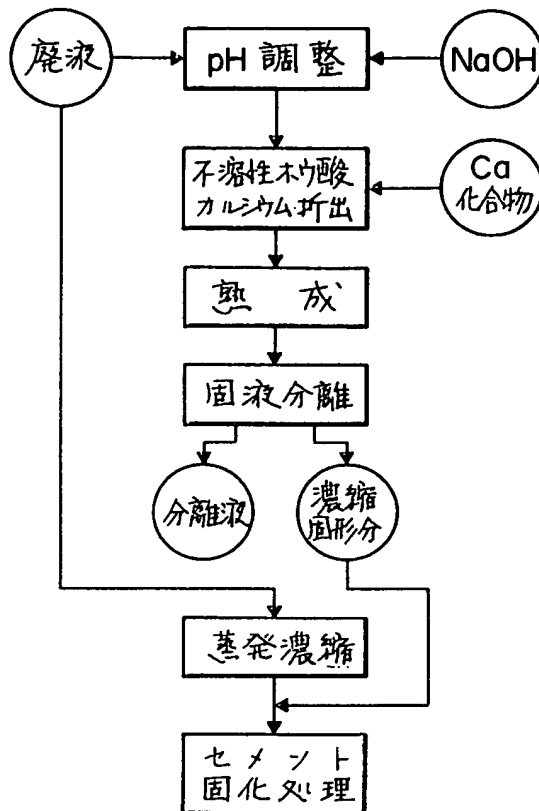 廃液
pH 調整
NaOH
不溶性ホウ酸
カルシウム析出
Ca
化合物
熟 成
固液分離
分離液
濃縮
固形分
蒸発濃縮
セメント
固化処理